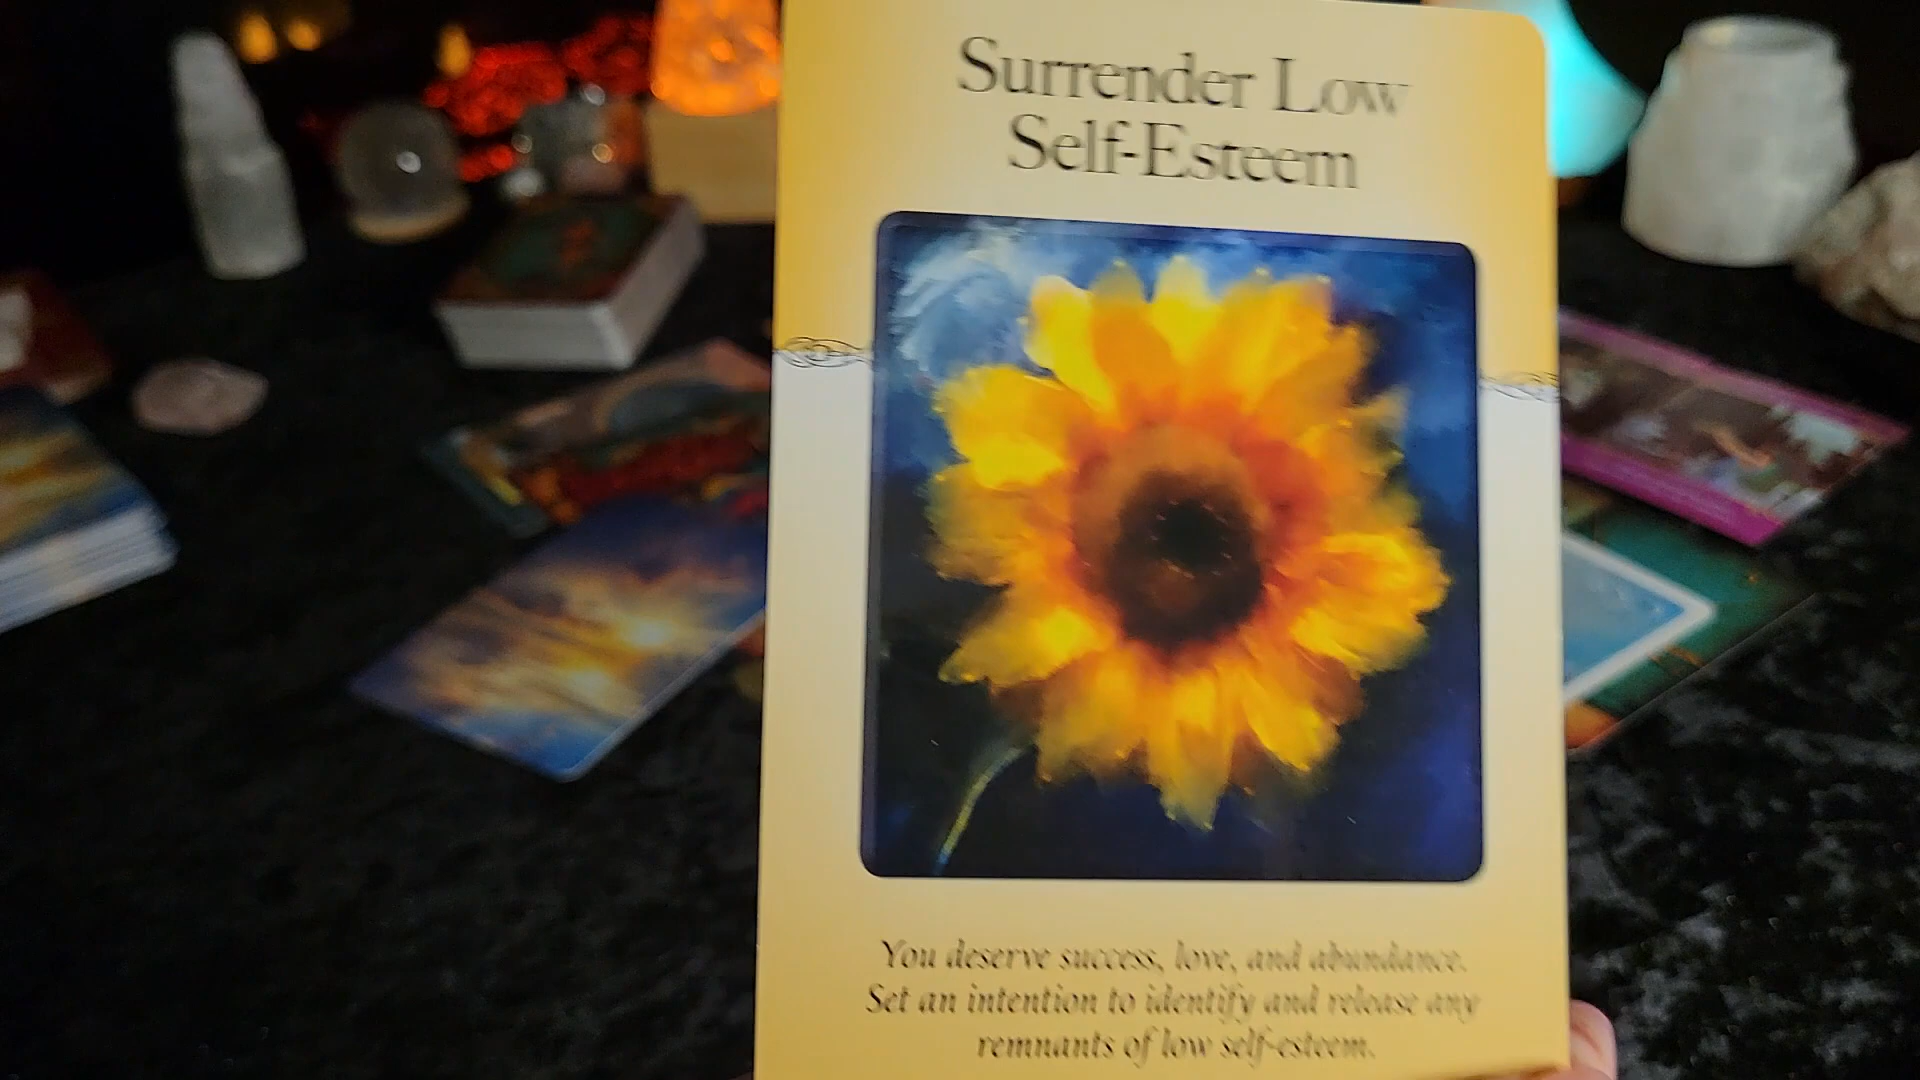 Surrender Low
Self-Esteem
You deserve success, love, and abundance.
Set an intention to identify and release any
remnants of low self-esteem.